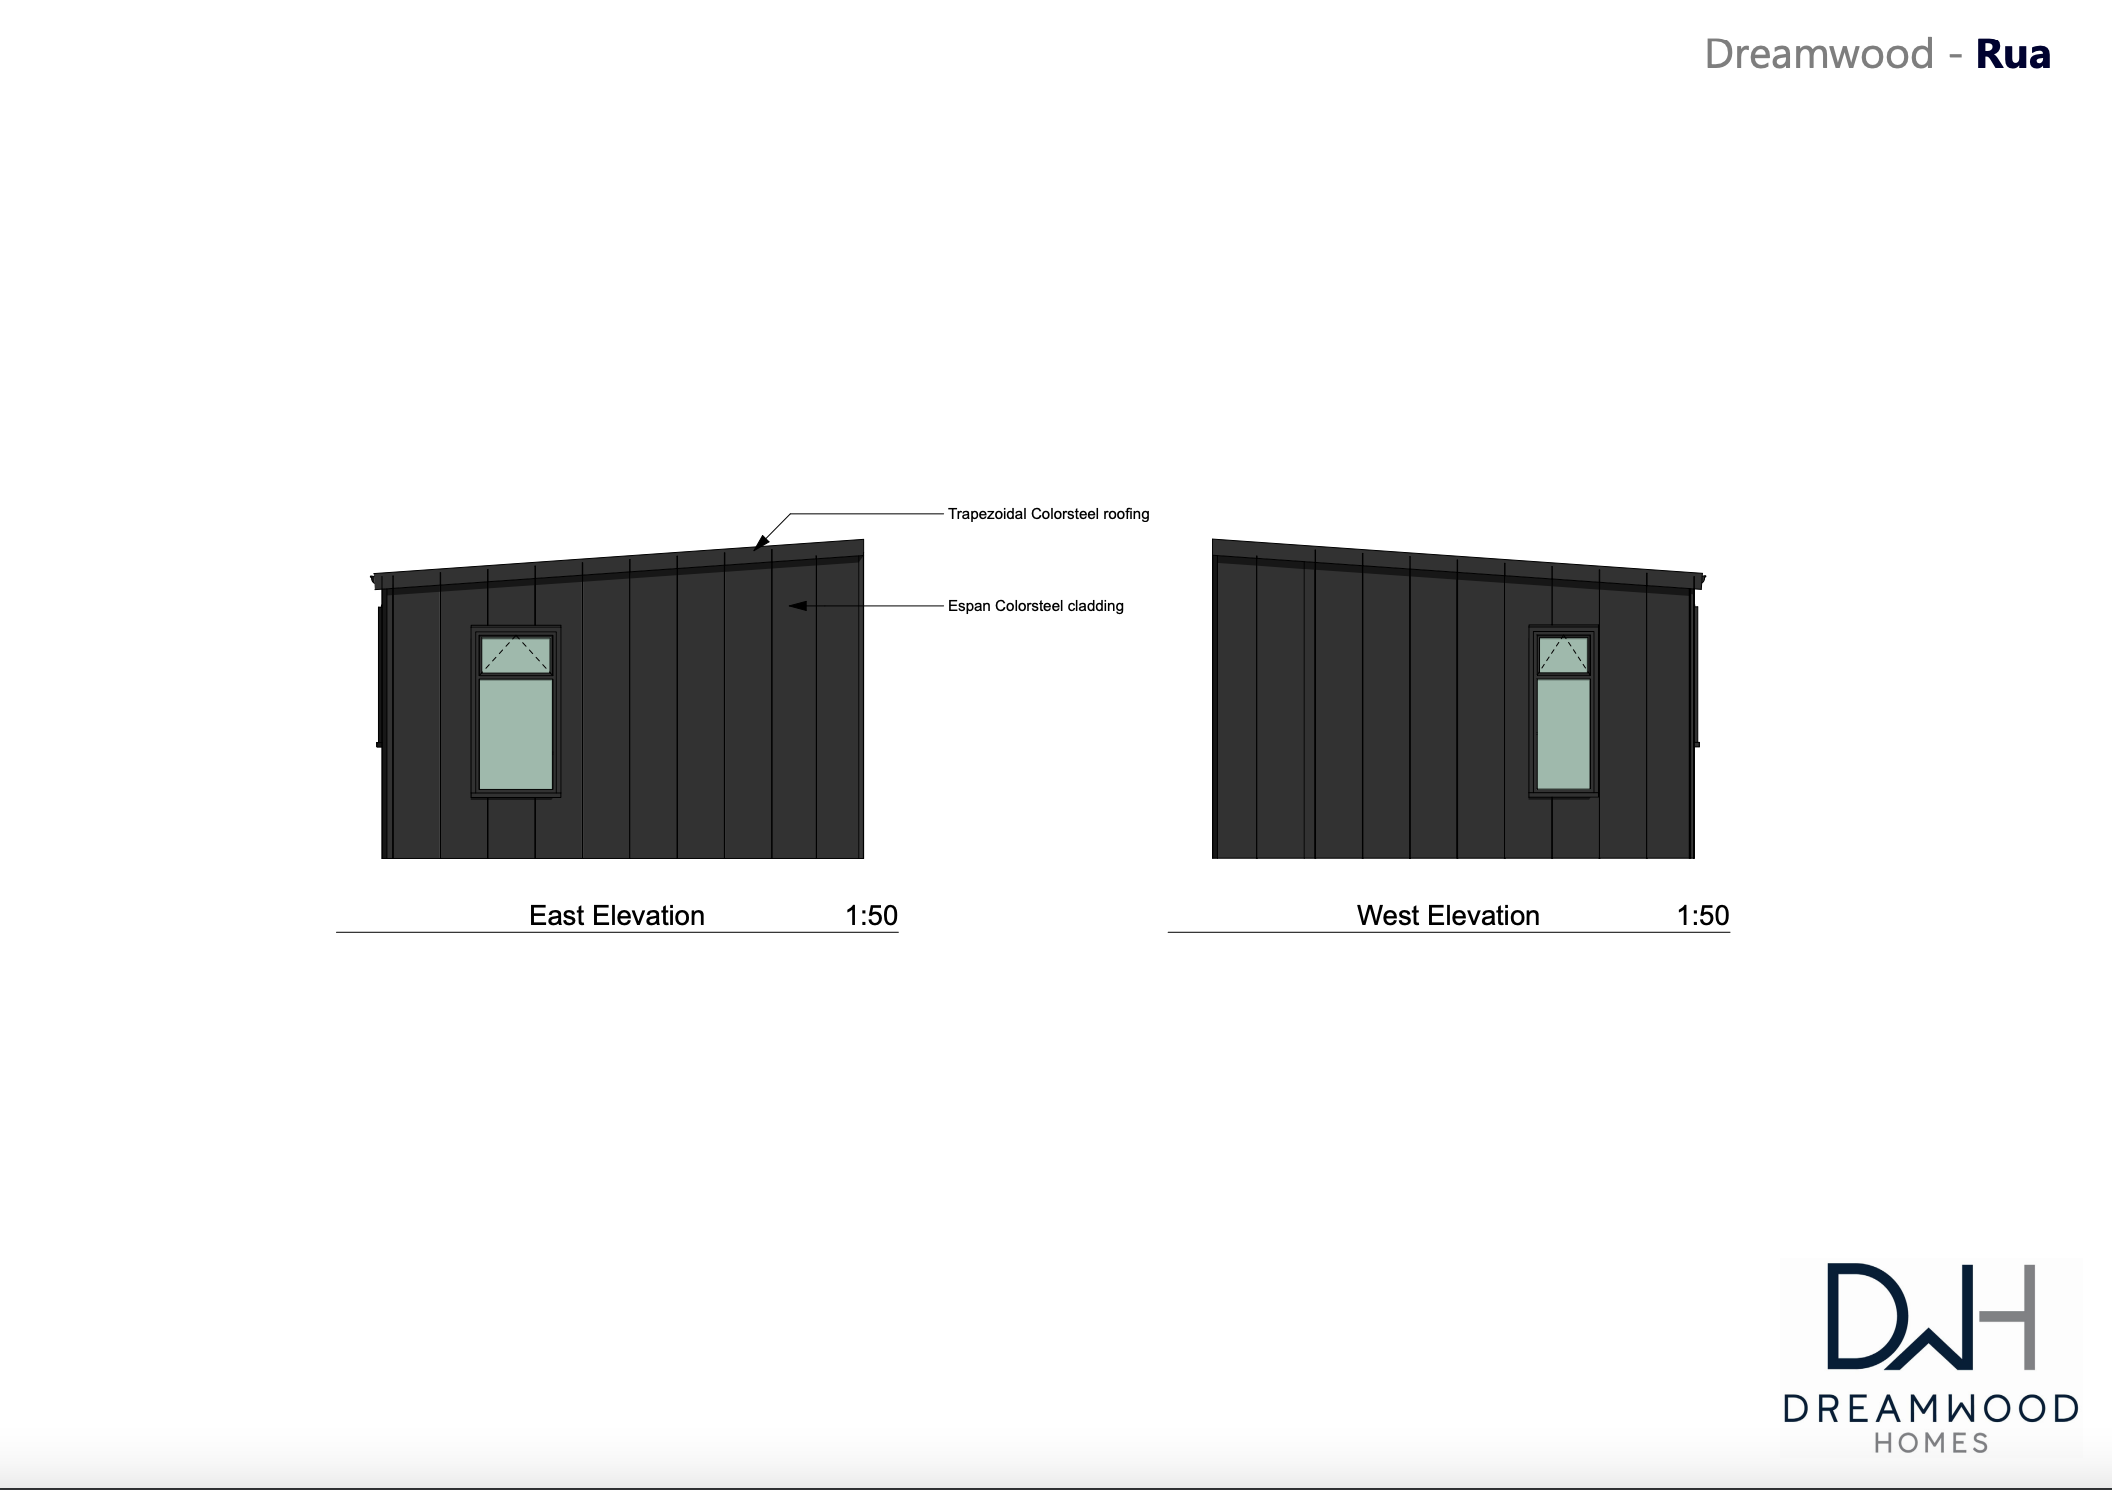 Dreamwood - Rua
Trapezoidal Colorsteel roofing
Espan Colorsteel cladding
East Elevation 1:50
West Elevation 1:50
DWH
DREAMWOOD
HOMES